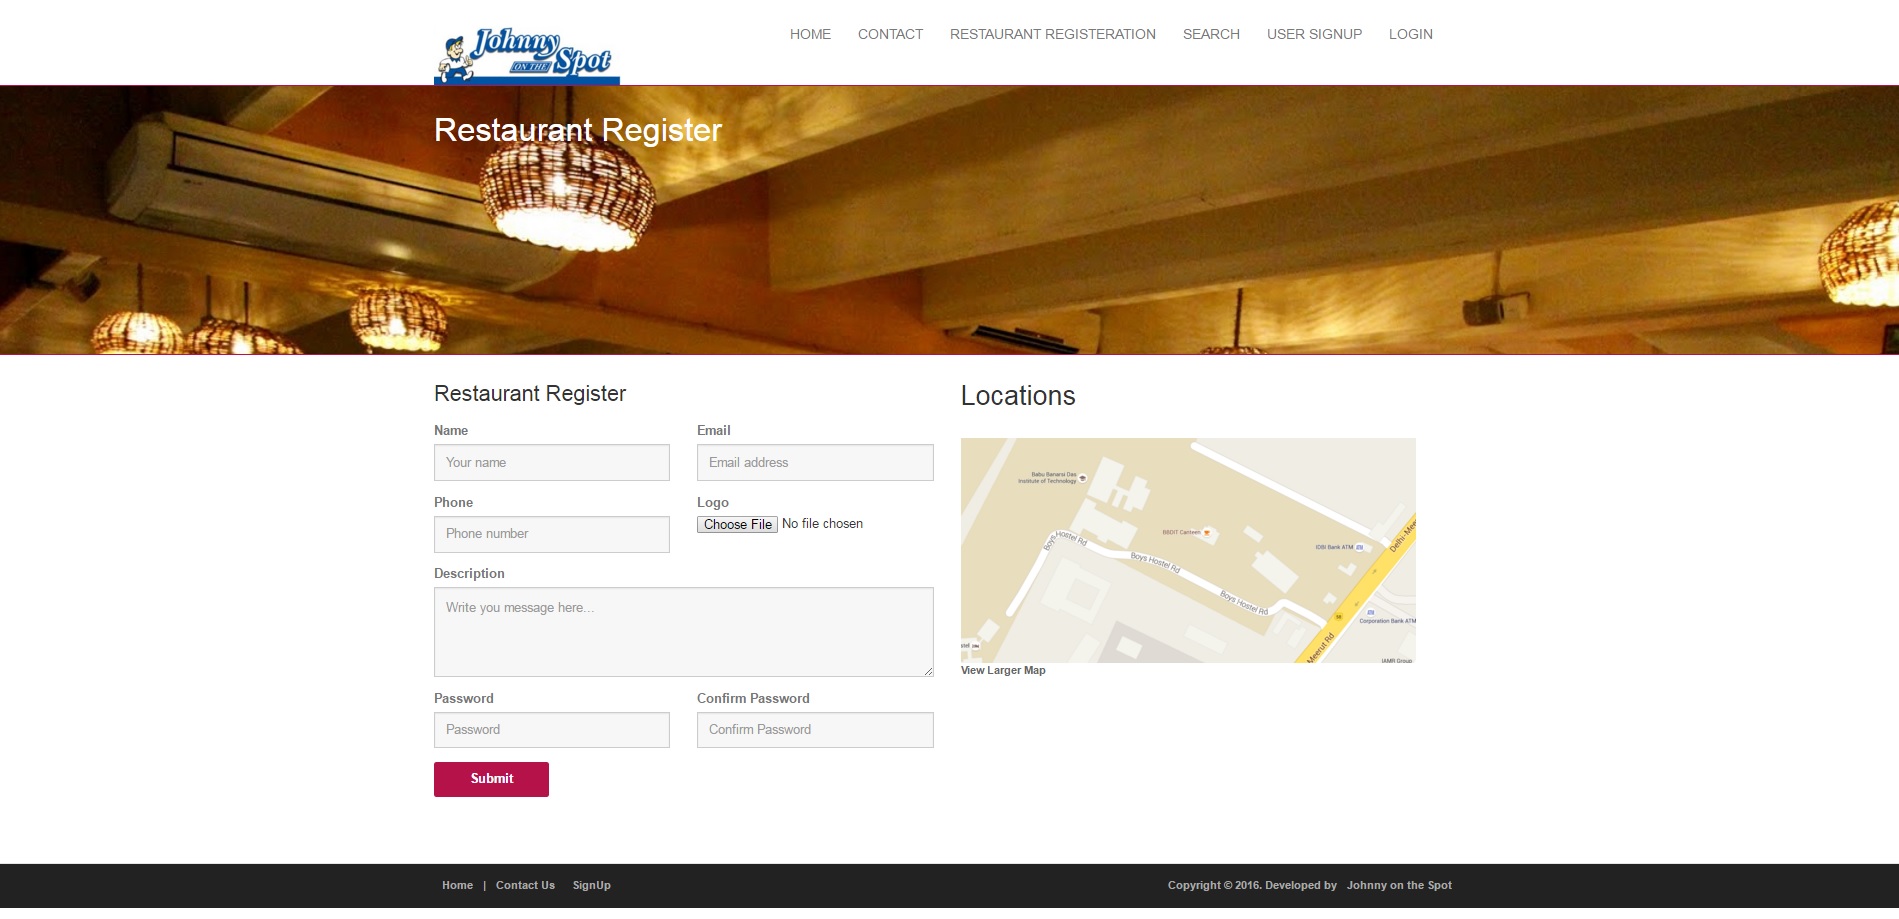 Johnny
ON THE Spot
HOME CONTACT RESTAURANT REGISTERATION SEARCH USER SIGNUP LOGIN
Restaurant Register
Restaurant Register
Name Email
Your name Email address
Phone Logo
Phone number Choose File No file chosen
Description
Write you message here...
Password Confirm Password
Password Confirm Password
Submit
Locations
Babu Banarsi Das
Institute of Technology
BBDIT Canteen
Boys Hostel Rd
Boys Hostel Rd
Boys Hostel Rd
IDBI Bank ATM
Delhi-Mee
58
Corporation Bank ATM
Meerut Rd
IAMR Group
stel
View Larger Map
Home | Contact Us SignUp
Copyright © 2016. Developed by Johnny on the Spot